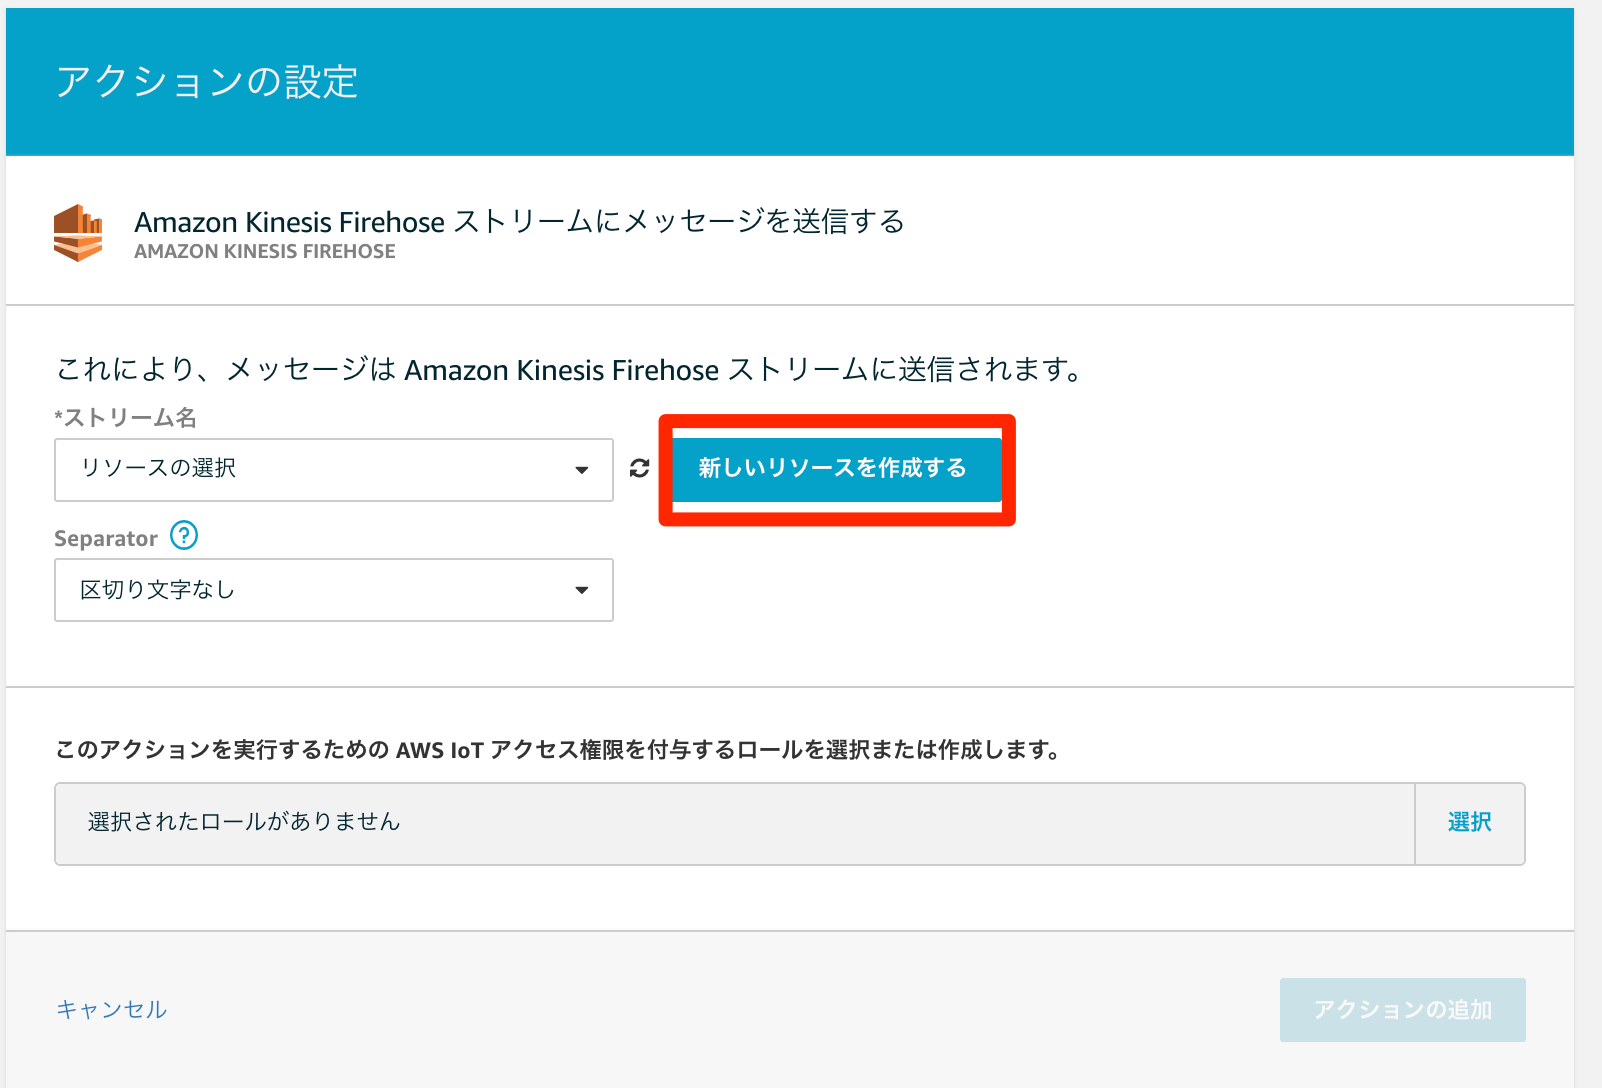 アクションの設定
Amazon Kinesis Firehose ストリームにメッセージを送信する
AMAZON KINESIS FIREHOSE
これにより、メッセージは Amazon Kinesis Firehose ストリームに送信されます。
*ストリーム名
リソースの選択
新しいリソースを作成する
Separator ?
区切り文字なし
このアクションを実行するための AWS IoT アクセス権限を付与するロールを選択または作成します。
選択されたロールがありません
選択
キャンセル
アクションの追加